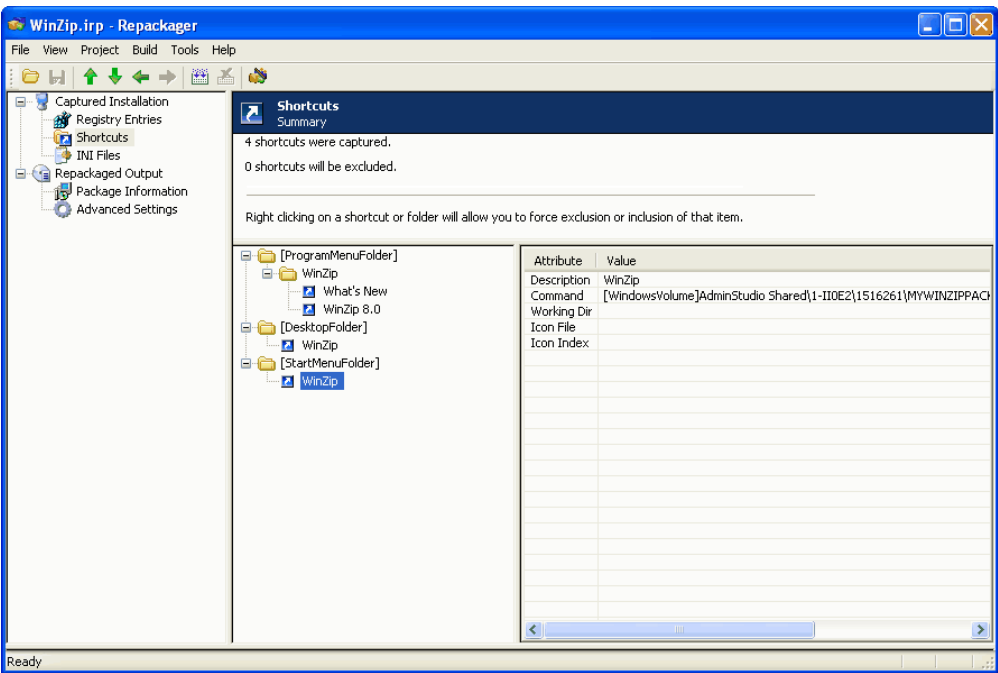 WinZip.irp - Repackager
File View Project Build Tools Help
Captured Installation
Registry Entries
Shortcuts
INI Files
Repackaged Output
Package Information
Advanced Settings
Shortcuts
Summary
4 shortcuts were captured.
0 shortcuts will be excluded.
Right clicking on a shortcut or folder will allow you to force exclusion or inclusion of that item.
[ProgramMenuFolder]
WinZip
What's New
WinZip 8.0
[DesktopFolder]
WinZip
[StartMenuFolder]
WinZip
Attribute Value
Description WinZip
Command [WindowsVolume]AdminStudio Shared\1-II0E2\1516261\MYWINZIPPACK
Working Dir
Icon File
Icon Index
Ready